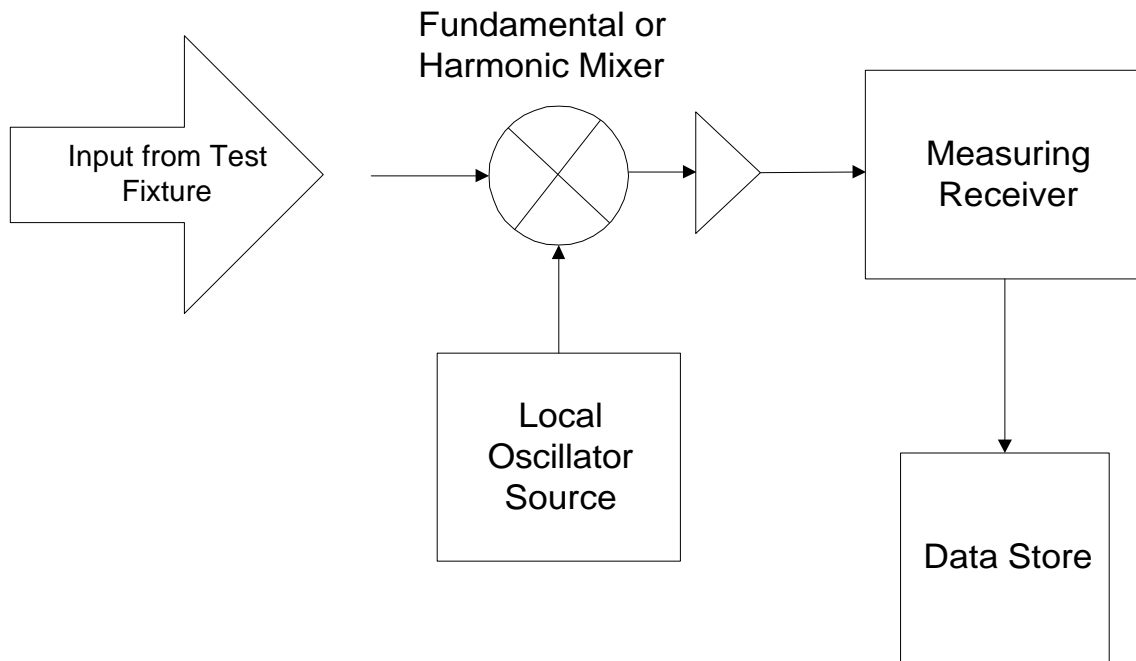 Fundamental or
Harmonic Mixer
Input from Test
Fixture
Measuring
Receiver
Local
Oscillator
Source
Data Store